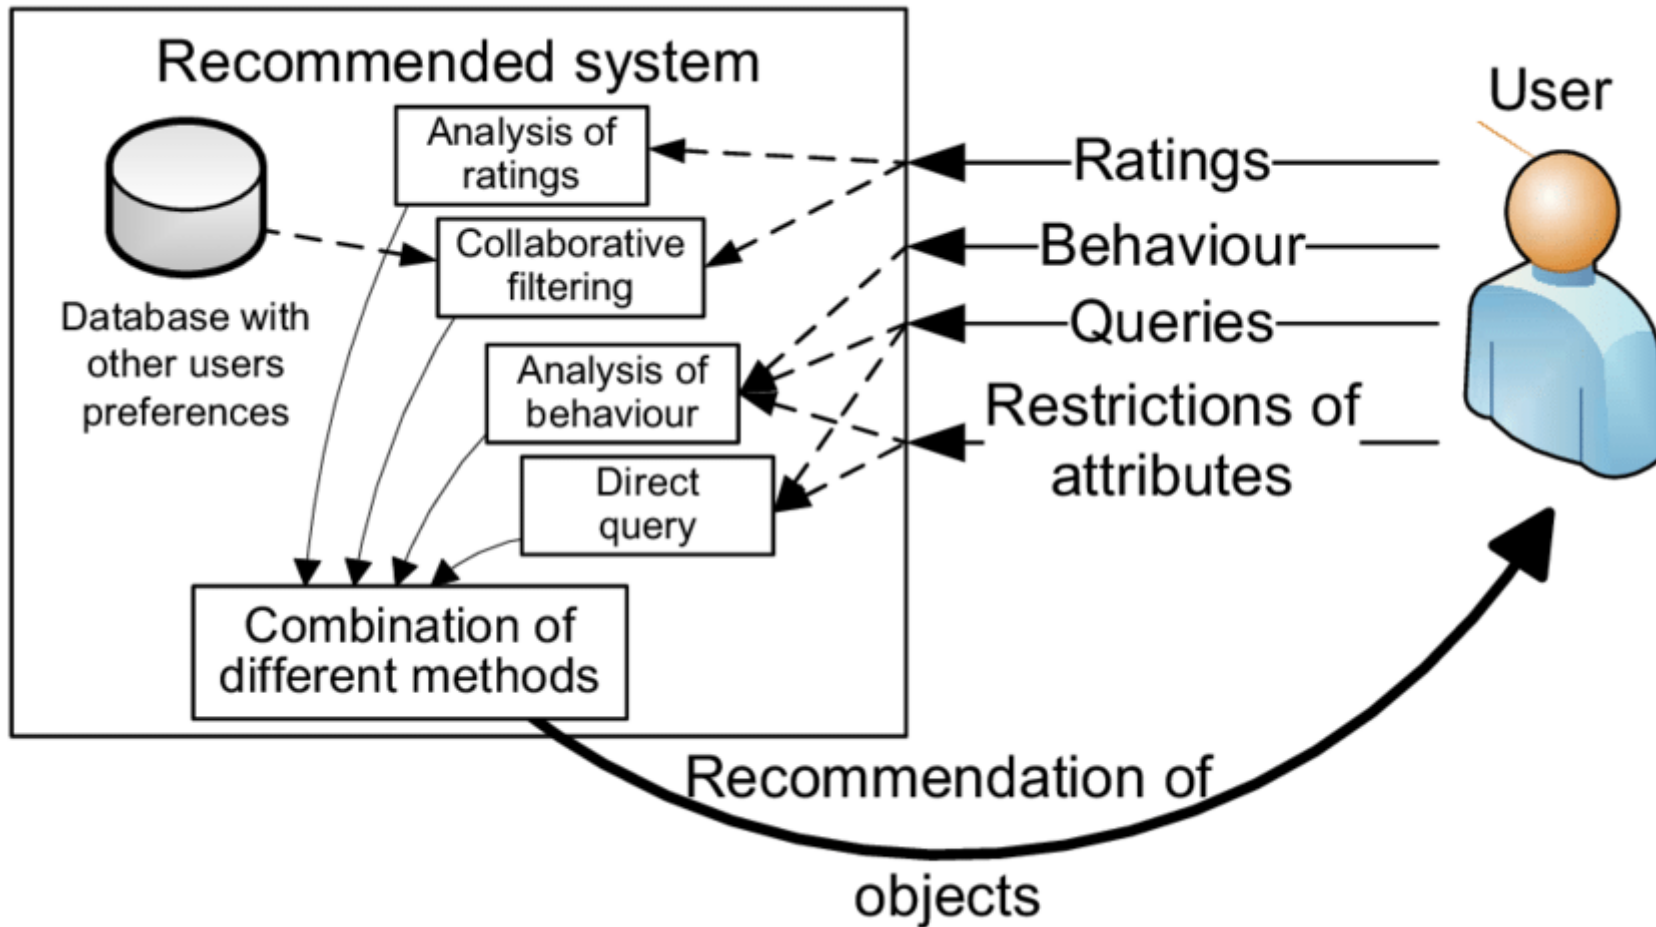 Recommended system
Analysis of
ratings
Collaborative
filtering
Database with
other users
preferences
Analysis of
behaviour
Direct
query
Combination of
different methods
User
Ratings
Behaviour
Queries
Restrictions of
attributes
Recommendation of
objects